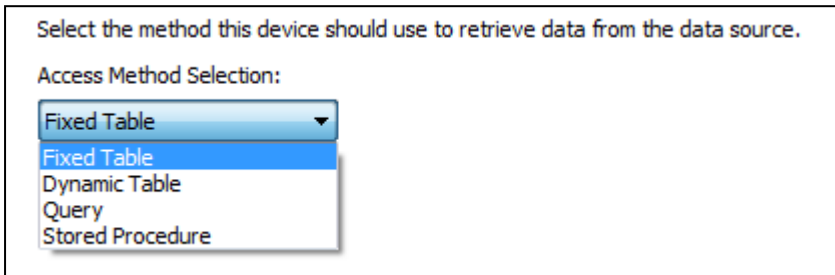 Select the method this device should use to retrieve data from the data source.
Access Method Selection:
Fixed Table
Fixed Table
Dynamic Table
Query
Stored Procedure